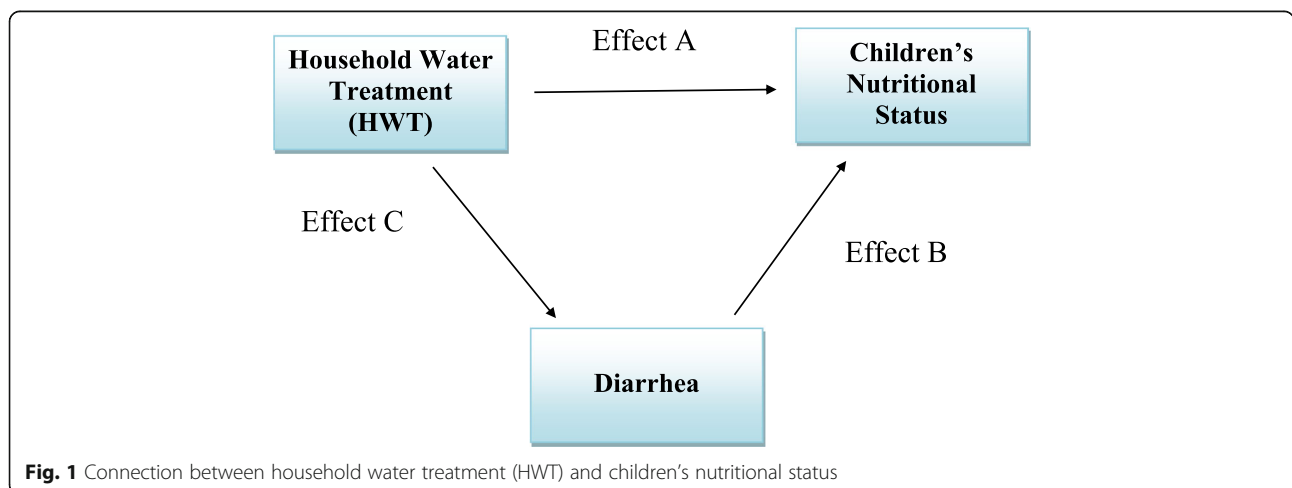 Household Water
Treatment
(HWT)
Effect A
Children's
Nutritional
Status
Effect C
Effect B
Diarrhea
Fig. 1 Connection between household water treatment (HWT) and children's nutritional status